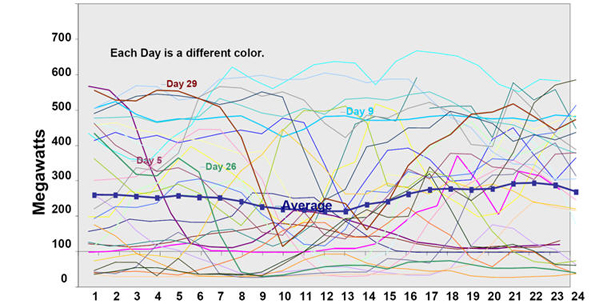 700
Each Day is a different color.
600
Day 29
500
Day 9
400
Day 5
Day 26
300
Average
200
100
0
Megawatts
1 2 3 4 5 6 7 8 9 10 11 12 13 14 15 16 17 18 19 20 21 22 23 24